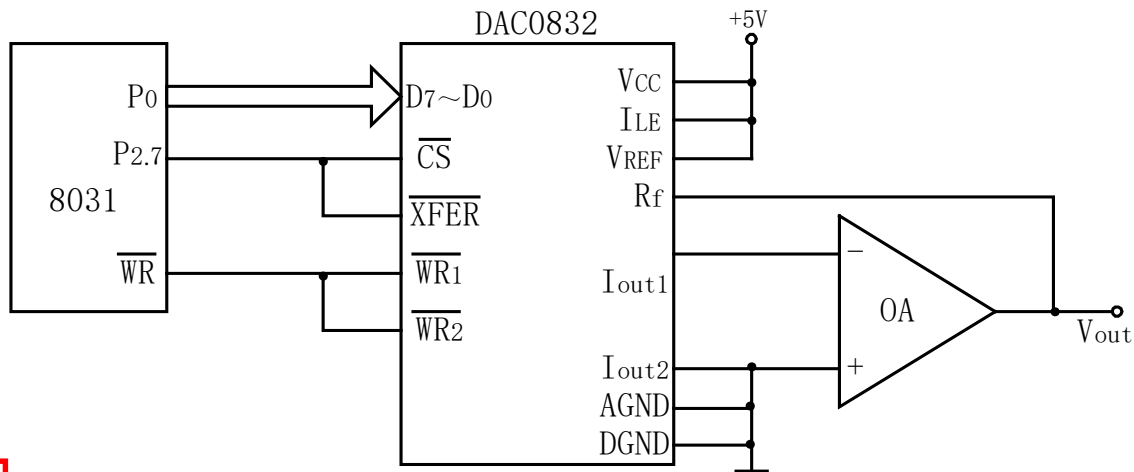 DAC0832
+5V
P0
D7～D0
VCC
ILE
P2.7
CS
VREF
8031
XFER
Rf
WR
WR1
Iout1
OA
−
WR2
Vout
Iout2
+
AGND
DGND